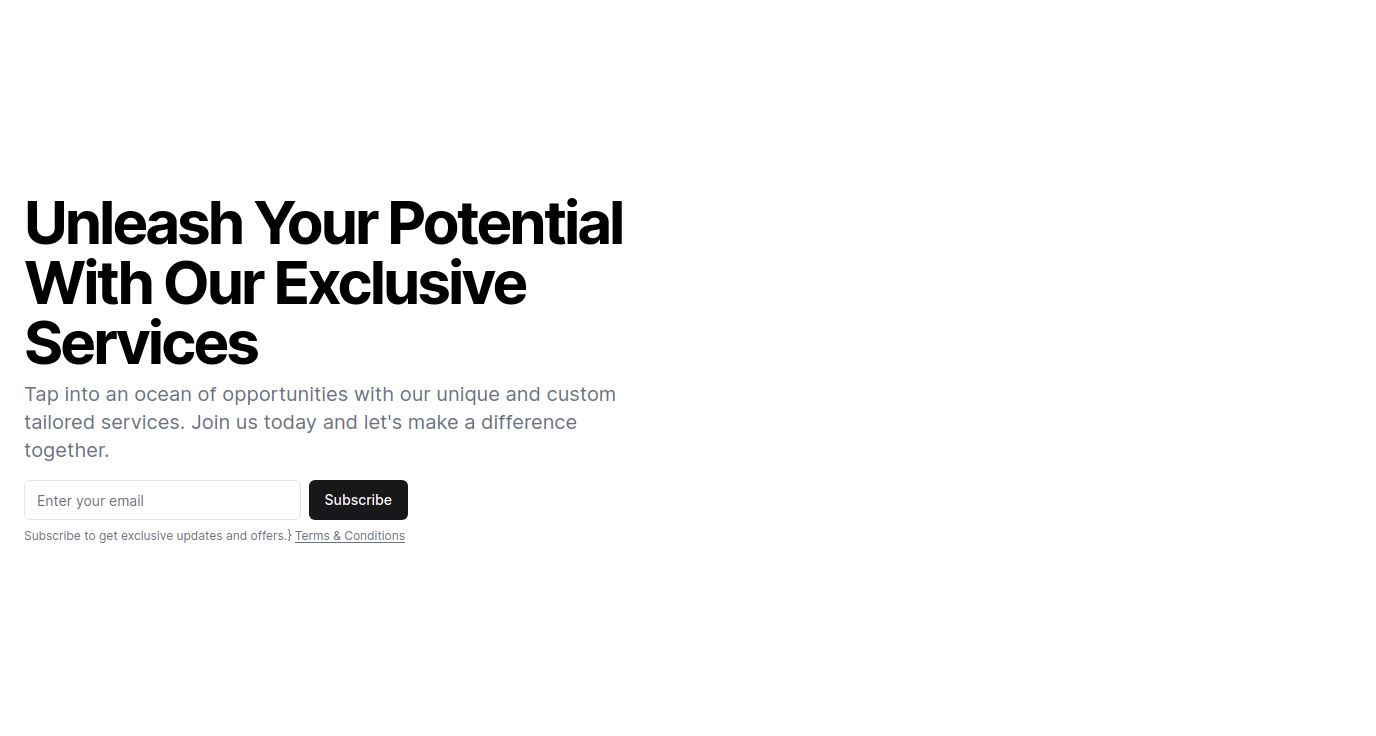 Unleash Your Potential
With Our Exclusive
Services
Tap into an ocean of opportunities with our unique and custom
tailored services. Join us today and let's make a difference
together.
Enter your email
Subscribe
Subscribe to get exclusive updates and offers.} Terms & Conditions